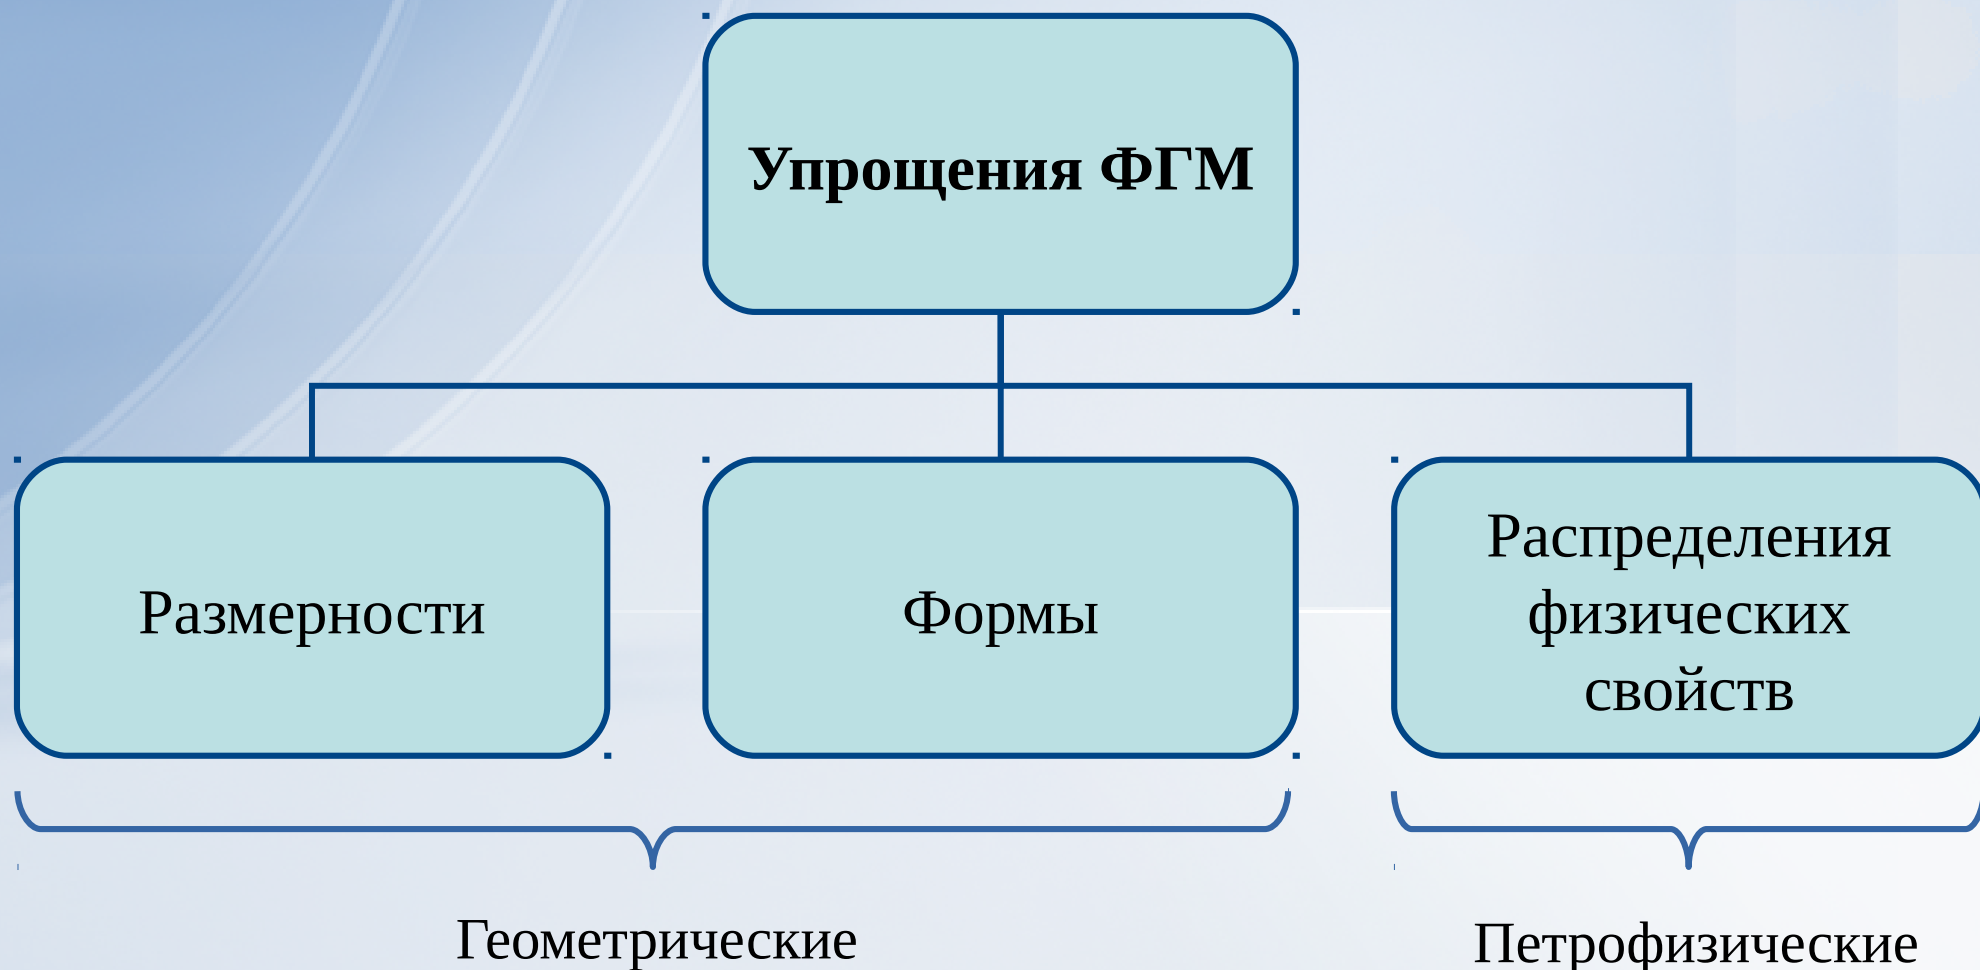 Упрощения ФГМ
Размерности
Формы
Распределения
физических
свойств
Геометрические
Петрофизические